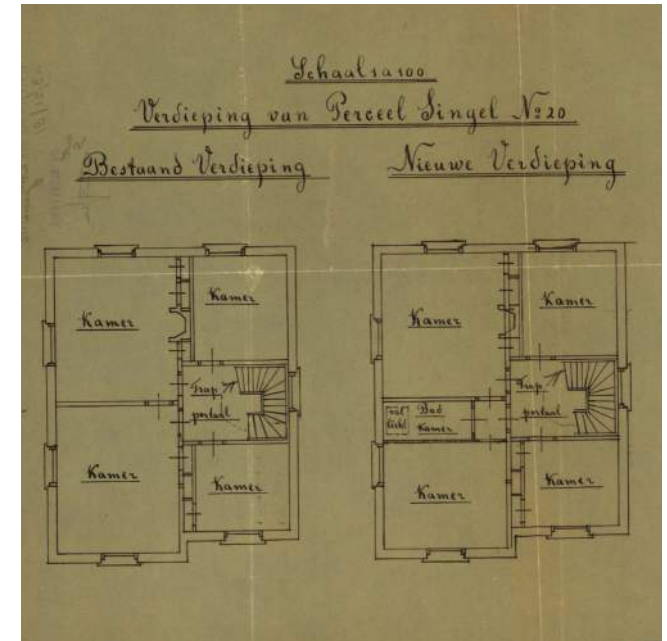 Schaal 1 a 100
Verdieping van Perceel Singel No 20
Bestaand Verdieping
Nieuwe Verdieping
Kamer
Kamer
Trap
portaal
Kamer
Kamer
Kamer
Kamer
Trap
portaal
Bad
Kamer
Kamer
Kamer